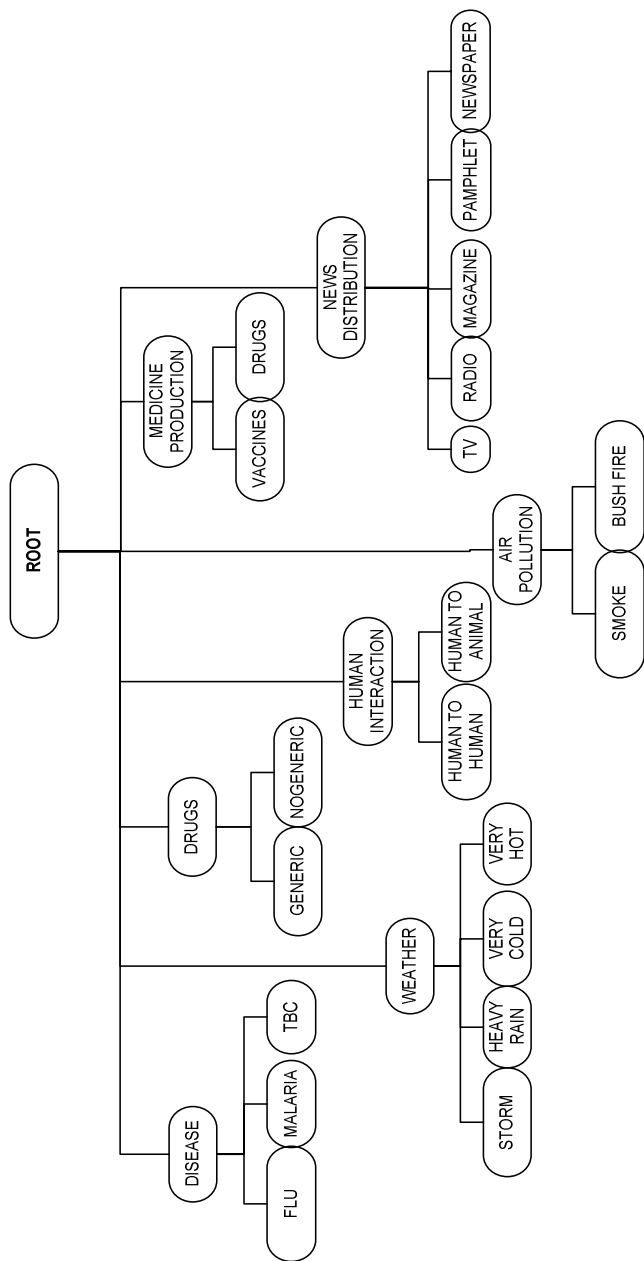 ROOT
DISEASE
FLU
MALARIA
TBC
WEATHER
STORM
HEAVY
RAIN
VERY
COLD
VERY
HOT
DRUGS
GENERIC
NOGENERIC
HUMAN
INTERACTION
HUMAN TO
HUMAN
HUMAN TO
ANIMAL
AIR
POLLUTION
SMOKE
BUSH FIRE
MEDICINE
PRODUCTION
VACCINES
DRUGS
NEWS
DISTRIBUTION
TV
RADIO
MAGAZINE
PAMPHLET
NEWSPAPER